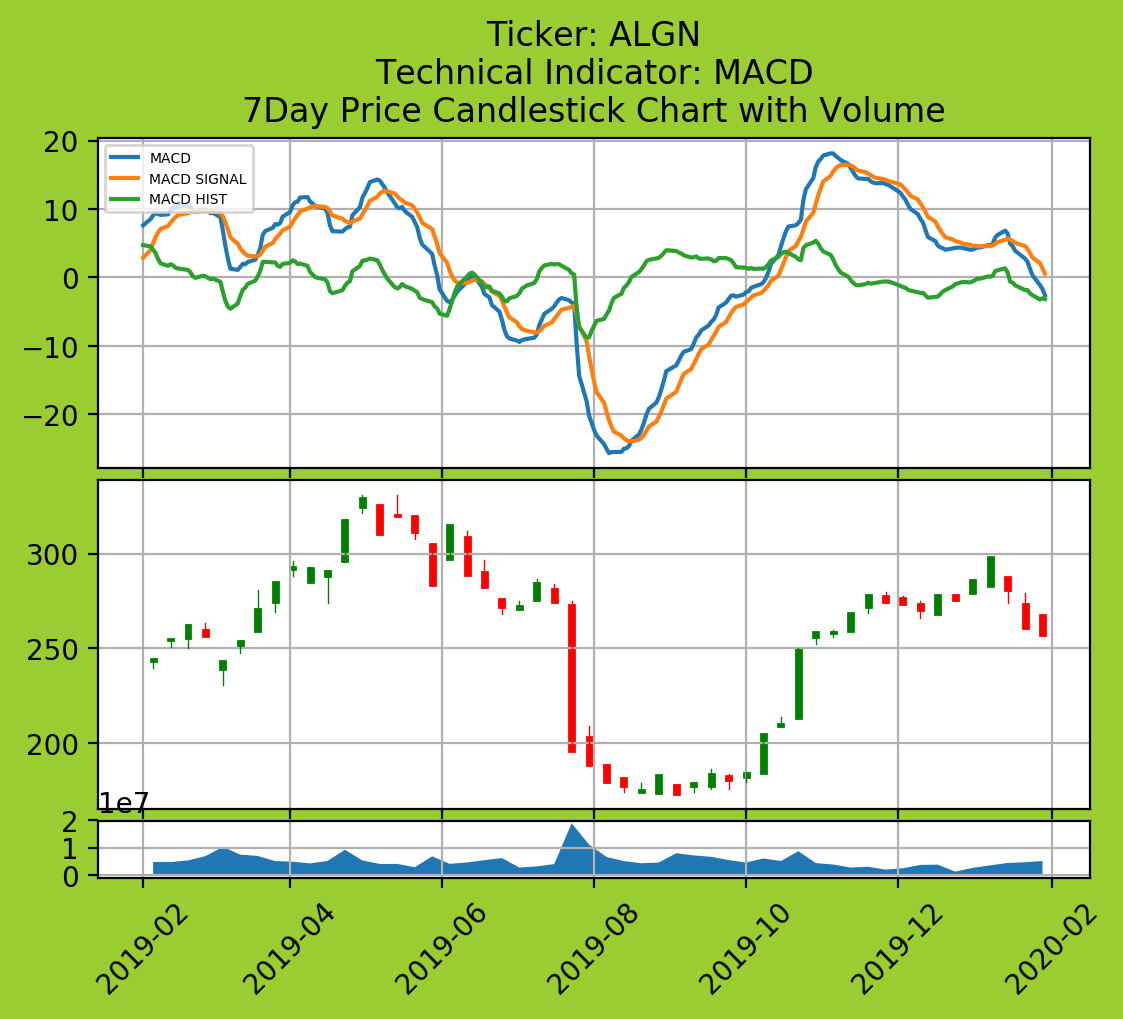 Ticker: ALGN
Technical Indicator: MACD
7Day Price Candlestick Chart with Volume
MACD
MACD SIGNAL
MACD HIST
20
10
0
−10
−20
300
250
200
1e7
2
1
0
2019-02
2019-04
2019-06
2019-08
2019-10
2019-12
2020-02